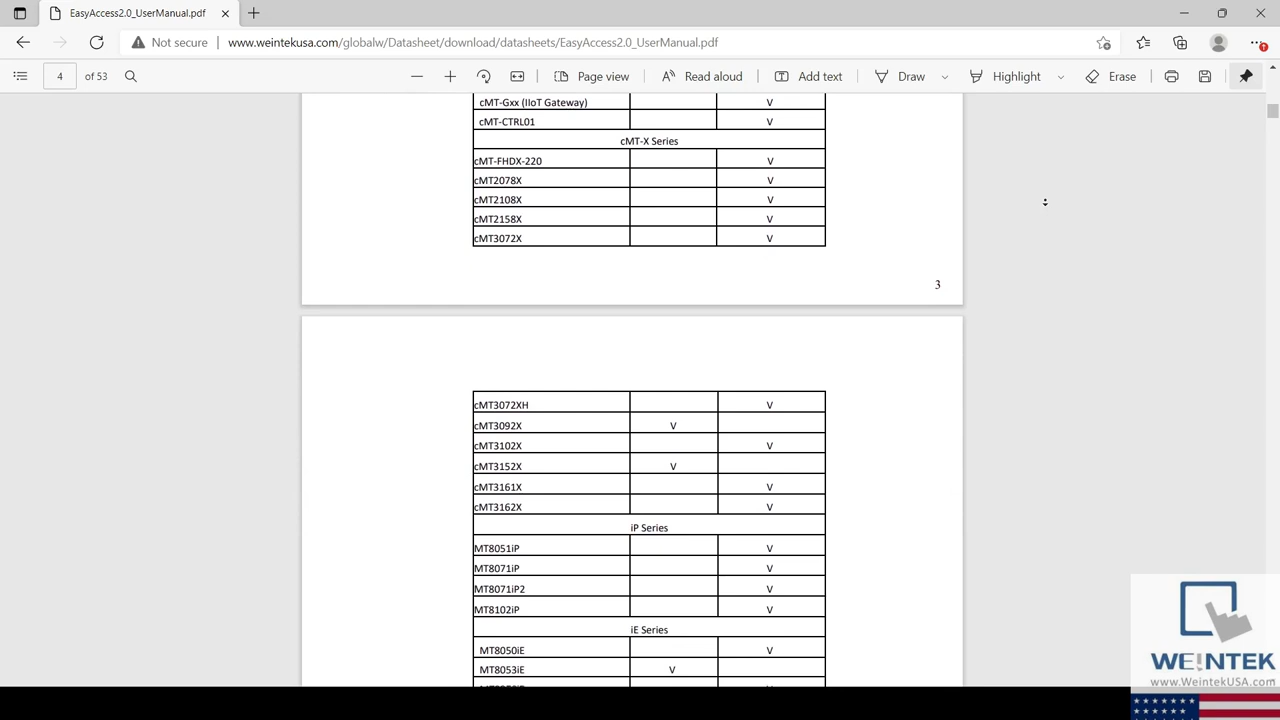 EasyAccess2.0_UserManual.pdf
Not secure www.weintekusa.com/globalw/Datasheet/download/datasheets/EasyAccess2.0_UserManual.pdf
4 of 53 Page view Read aloud Add text Draw Highlight Erase
cMT-Gxx (IIoT Gateway) V
cMT-CTRL01 V
cMT-X Series
cMT-FHDX-220 V
cMT2078X V
cMT2108X V
cMT2158X V
cMT3072X V
3
cMT3072XH V
cMT3092X V
cMT3102X V
cMT3152X V
cMT3161X V
cMT3162X V
iP Series
MT8051iP V
MT8071iP V
MT8071iP2 V
MT8102iP V
iE Series
MT8050iE V
MT8053iE V
WEINTEK
www.WeintekUSA.com